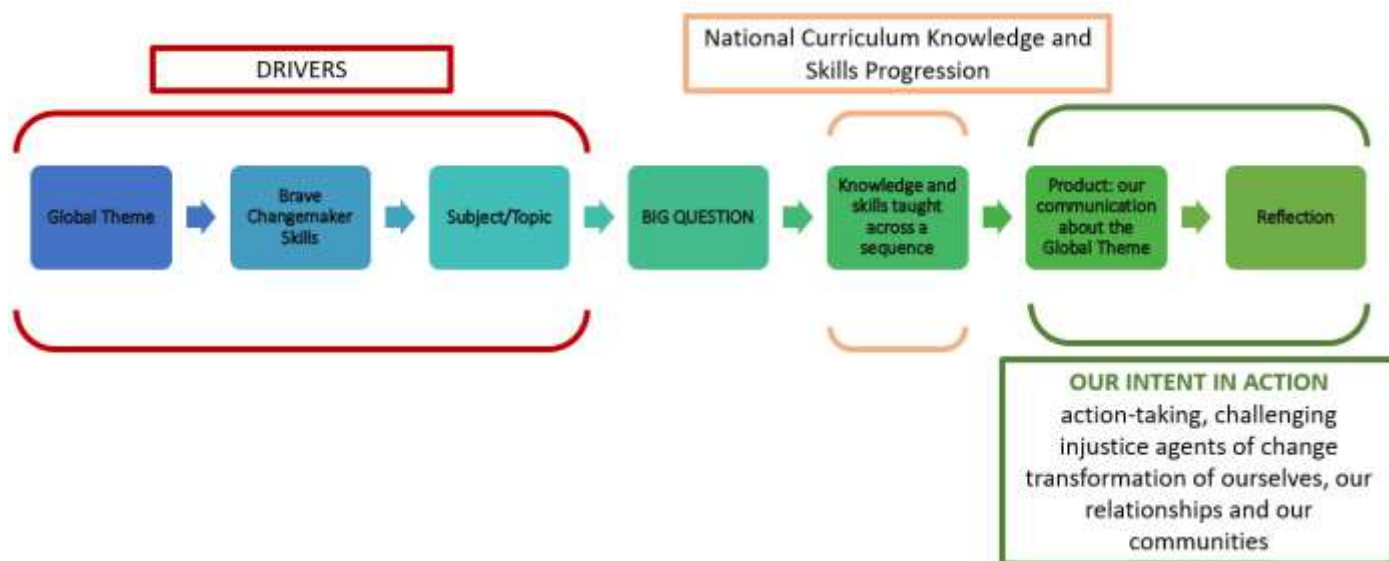 DRIVERS
National Curriculum Knowledge and
Skills Progression
Global Theme
Brave
Changemaker
Skills
Subject/Topic
BIG QUESTION
Knowledge and
skills taught
across a
sequence
Product: our
communication
about the
Global Theme
Reflection
OUR INTENT IN ACTION
action-taking, challenging
injustice agents of change
transformation of ourselves, our
relationships and our
communities